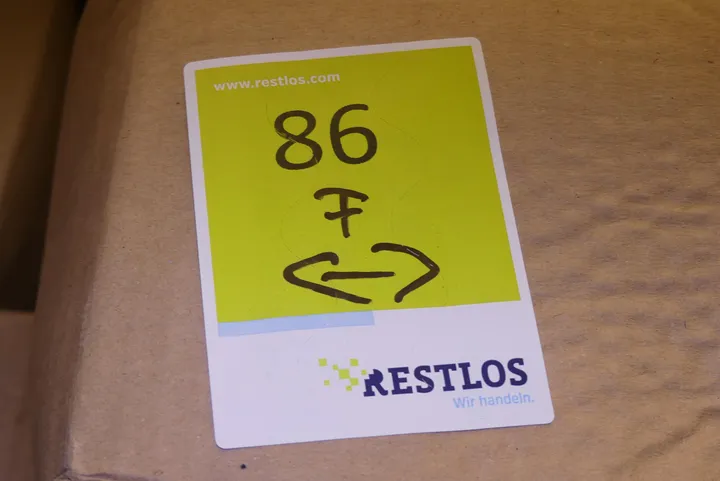 www.restlos.com
86
F
<->
RESTLOS
Wir handeln.